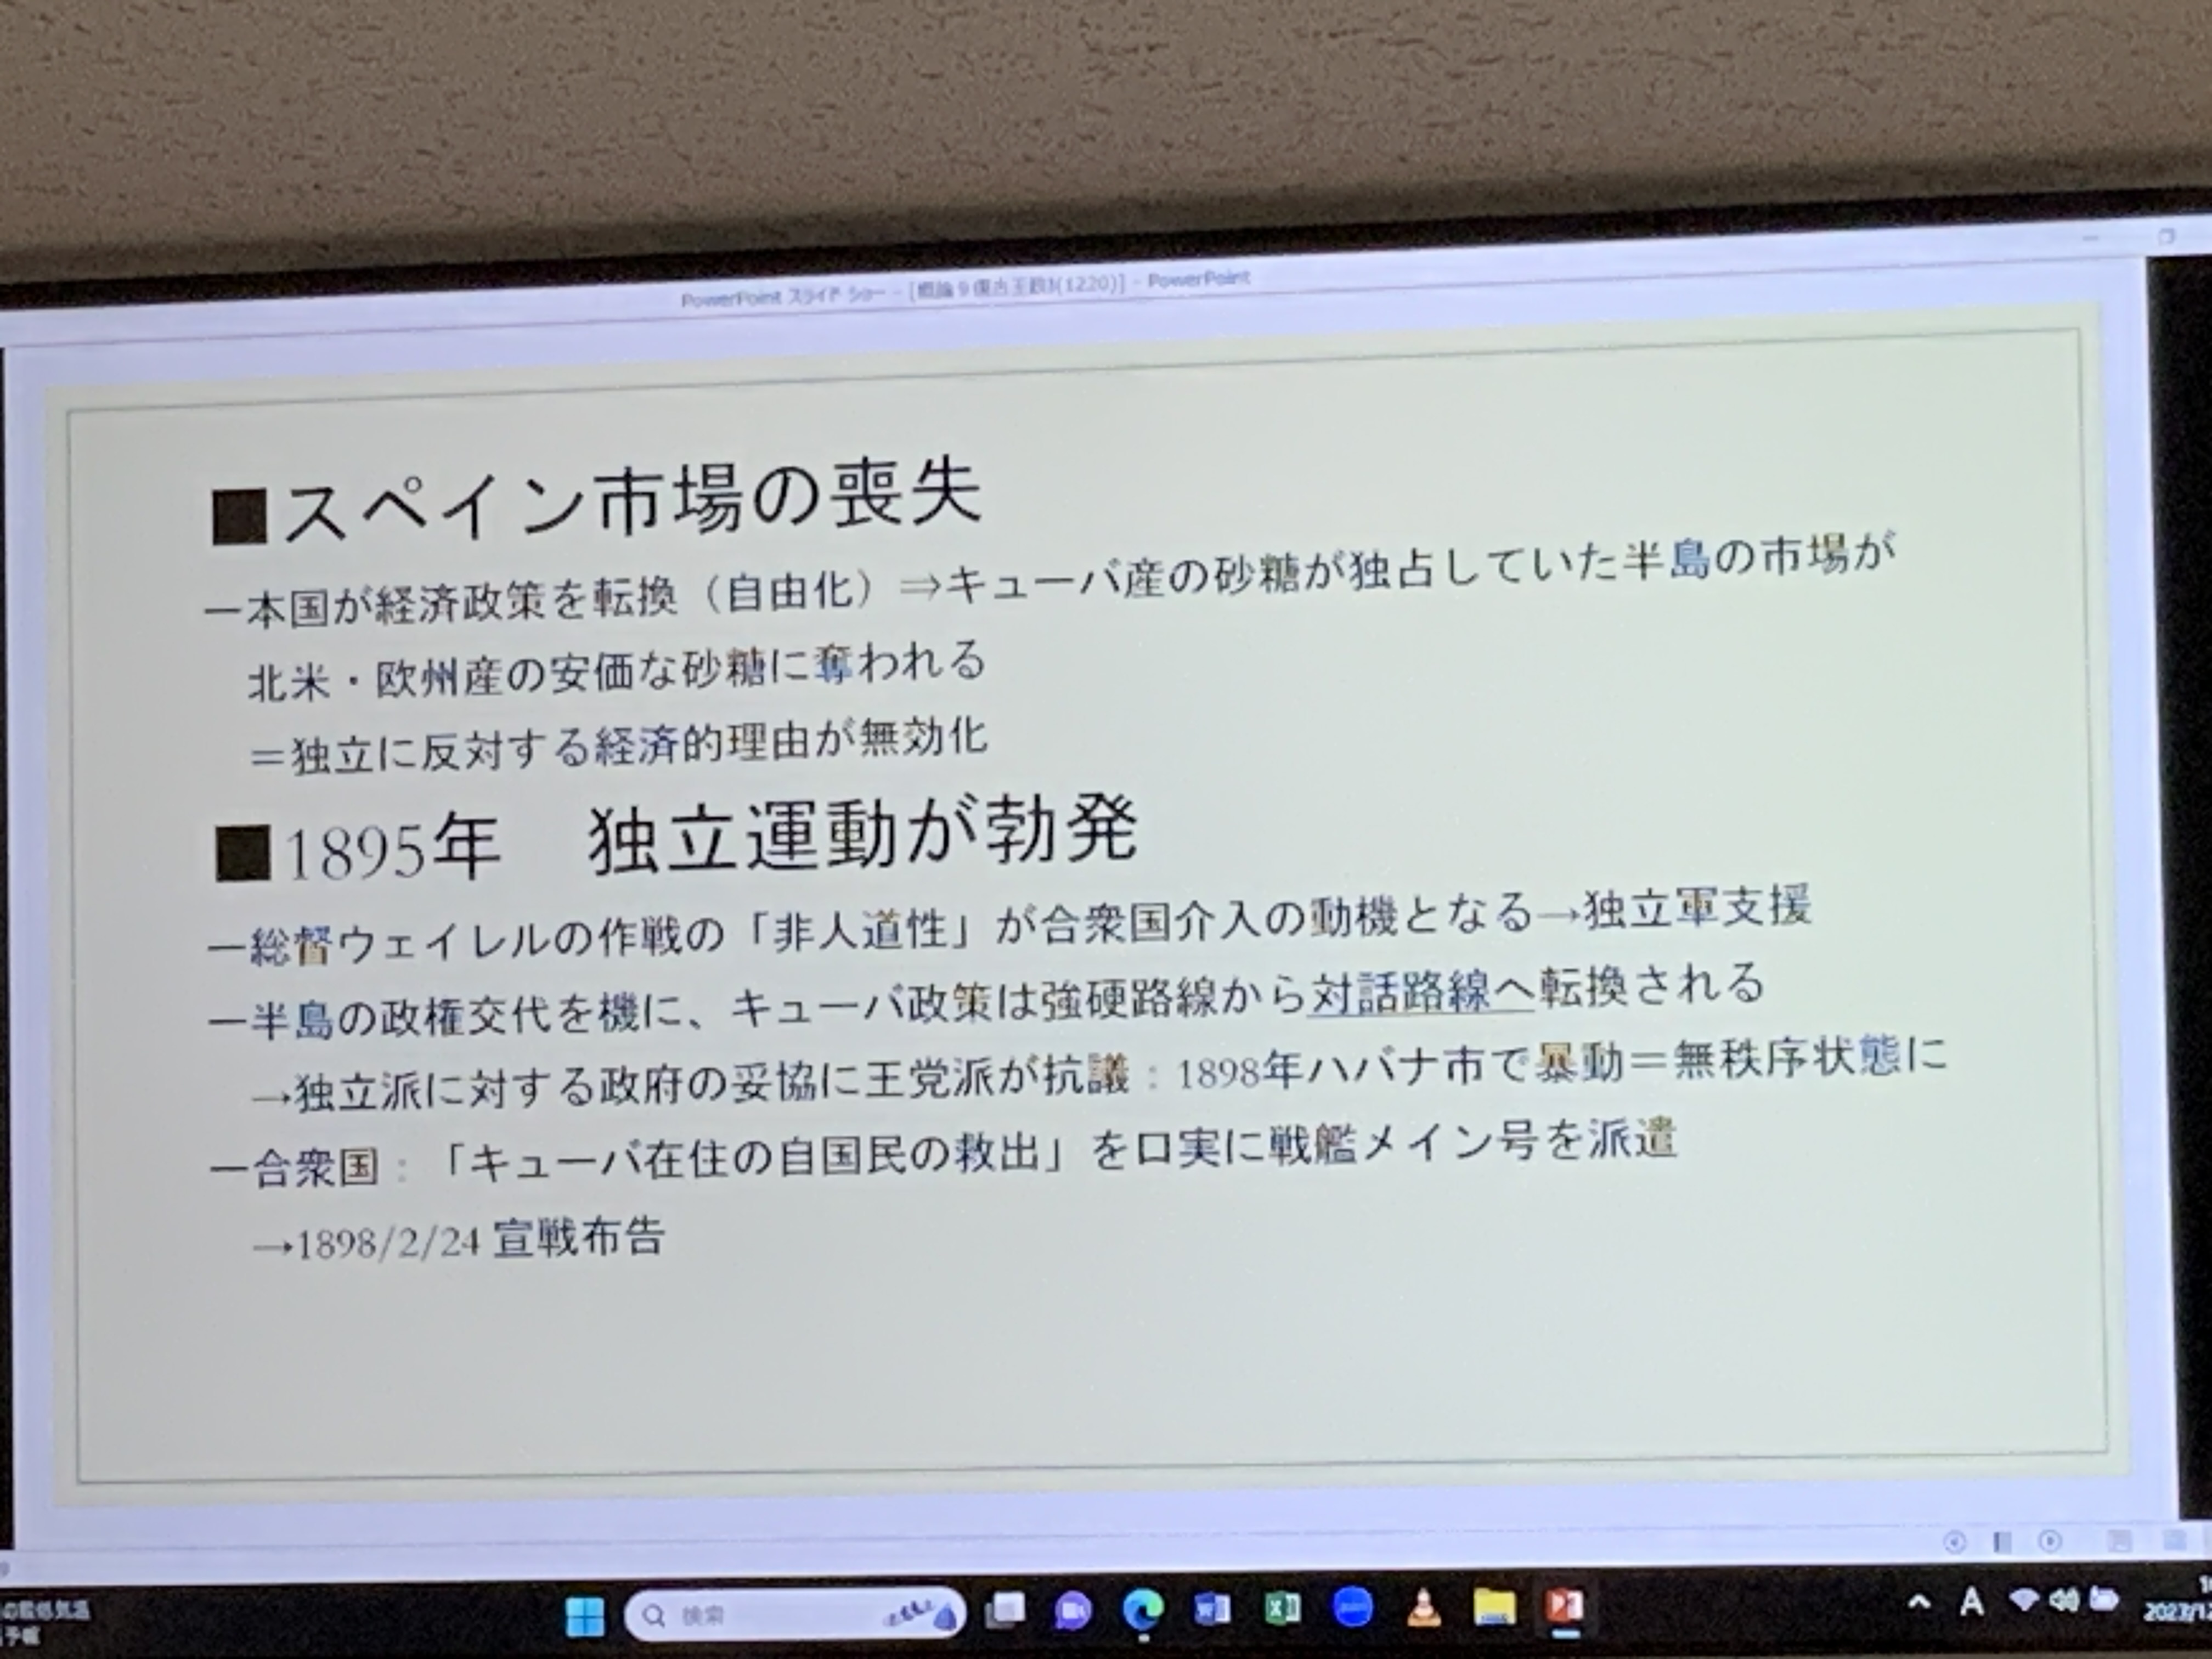 PowerPoint スライド ショー - [概論９復古王政Ⅰ(1220)] - PowerPoint
■スペイン市場の喪失
ー本国が経済政策を転換（自由化）⇒キューバ産の砂糖が独占していた半島の市場が
北米・欧州産の安価な砂糖に奪われる
＝独立に反対する経済的理由が無効化
■1895年　独立運動が勃発
ー総督ウェイレルの作戦の「非人道性」が合衆国介入の動機となる→独立軍支援
ー半島の政権交代を機に、キューバ政策は強硬路線から対話路線へ転換される
→独立派に対する政府の妥協に王党派が抗議：1898年ハバナ市で暴動＝無秩序状態に
ー合衆国：「キューバ在住の自国民の救出」を口実に戦艦メイン号を派遣
→1898/2/24 宣戦布告
の最低気温
予報
検索
A
2023/12